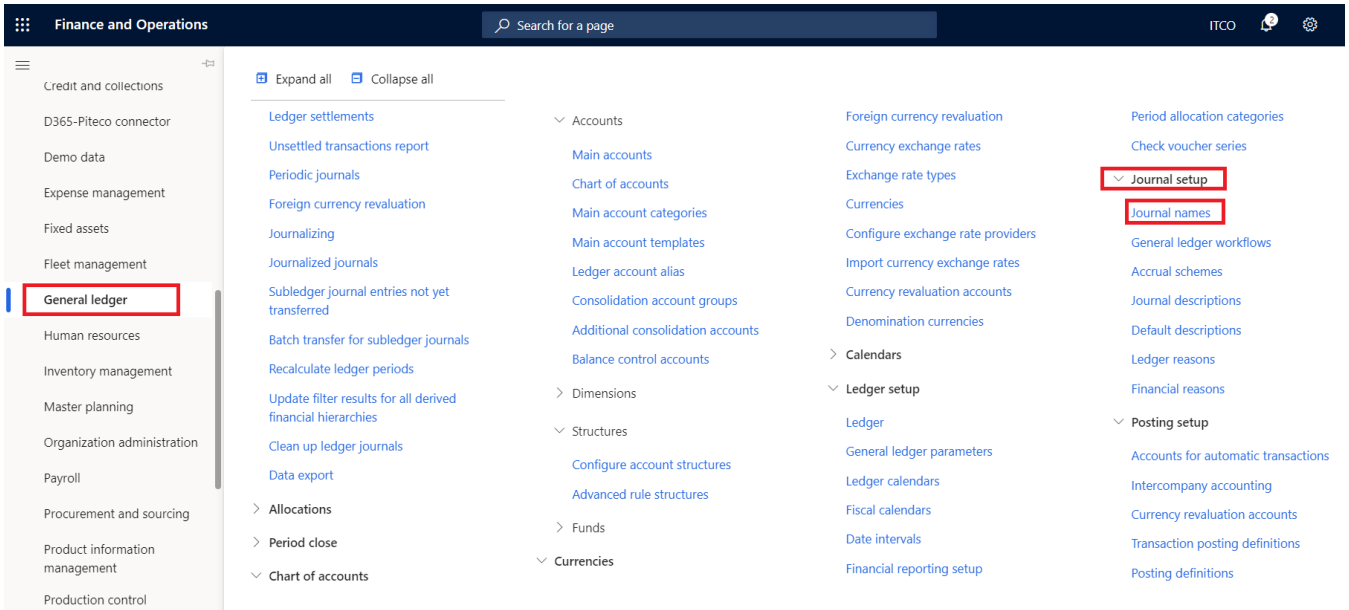 Finance and Operations
Search for a page
ITCO
2
Credit and collections
D365-Piteco connector
Demo data
Expense management
Fixed assets
Fleet management
General ledger
Human resources
Inventory management
Master planning
Organization administration
Payroll
Procurement and sourcing
Product information
management
Production control
Expand all
Collapse all
Ledger settlements
Unsettled transactions report
Periodic journals
Foreign currency revaluation
Journalizing
Journalized journals
Subledger journal entries not yet
transferred
Batch transfer for subledger journals
Recalculate ledger periods
Update filter results for all derived
financial hierarchies
Clean up ledger journals
Data export
Allocations
Period close
Chart of accounts
Accounts
Main accounts
Chart of accounts
Main account categories
Main account templates
Ledger account alias
Consolidation account groups
Additional consolidation accounts
Balance control accounts
Dimensions
Structures
Configure account structures
Advanced rule structures
Funds
Currencies
Foreign currency revaluation
Currency exchange rates
Exchange rate types
Currencies
Configure exchange rate providers
Import currency exchange rates
Currency revaluation accounts
Denomination currencies
Calendars
Ledger setup
Ledger
General ledger parameters
Ledger calendars
Fiscal calendars
Date intervals
Financial reporting setup
Period allocation categories
Check voucher series
Journal setup
Journal names
General ledger workflows
Accrual schemes
Journal descriptions
Default descriptions
Ledger reasons
Financial reasons
Posting setup
Accounts for automatic transactions
Intercompany accounting
Currency revaluation accounts
Transaction posting definitions
Posting definitions